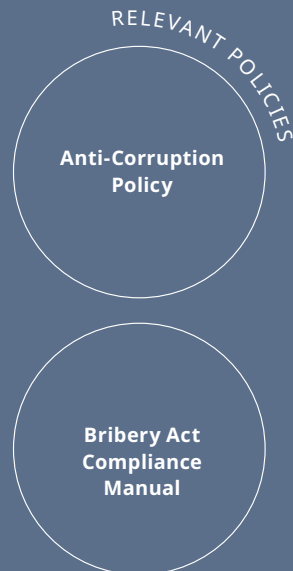 RELEVANT POLICIES
Anti-Corruption
Policy
Bribery Act
Compliance
Manual